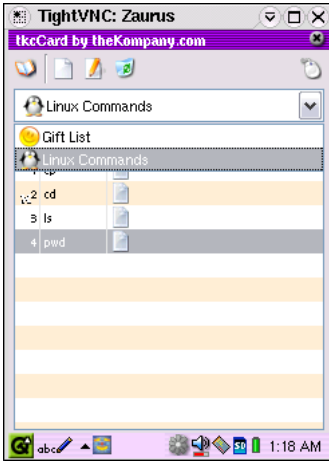 TightVNC: Zaurus
tkcCard by theKompany.com
Linux Commands
Gift List
Linux Commands
2 cd
3 ls
4 pwd
abc
SD
1:18 AM